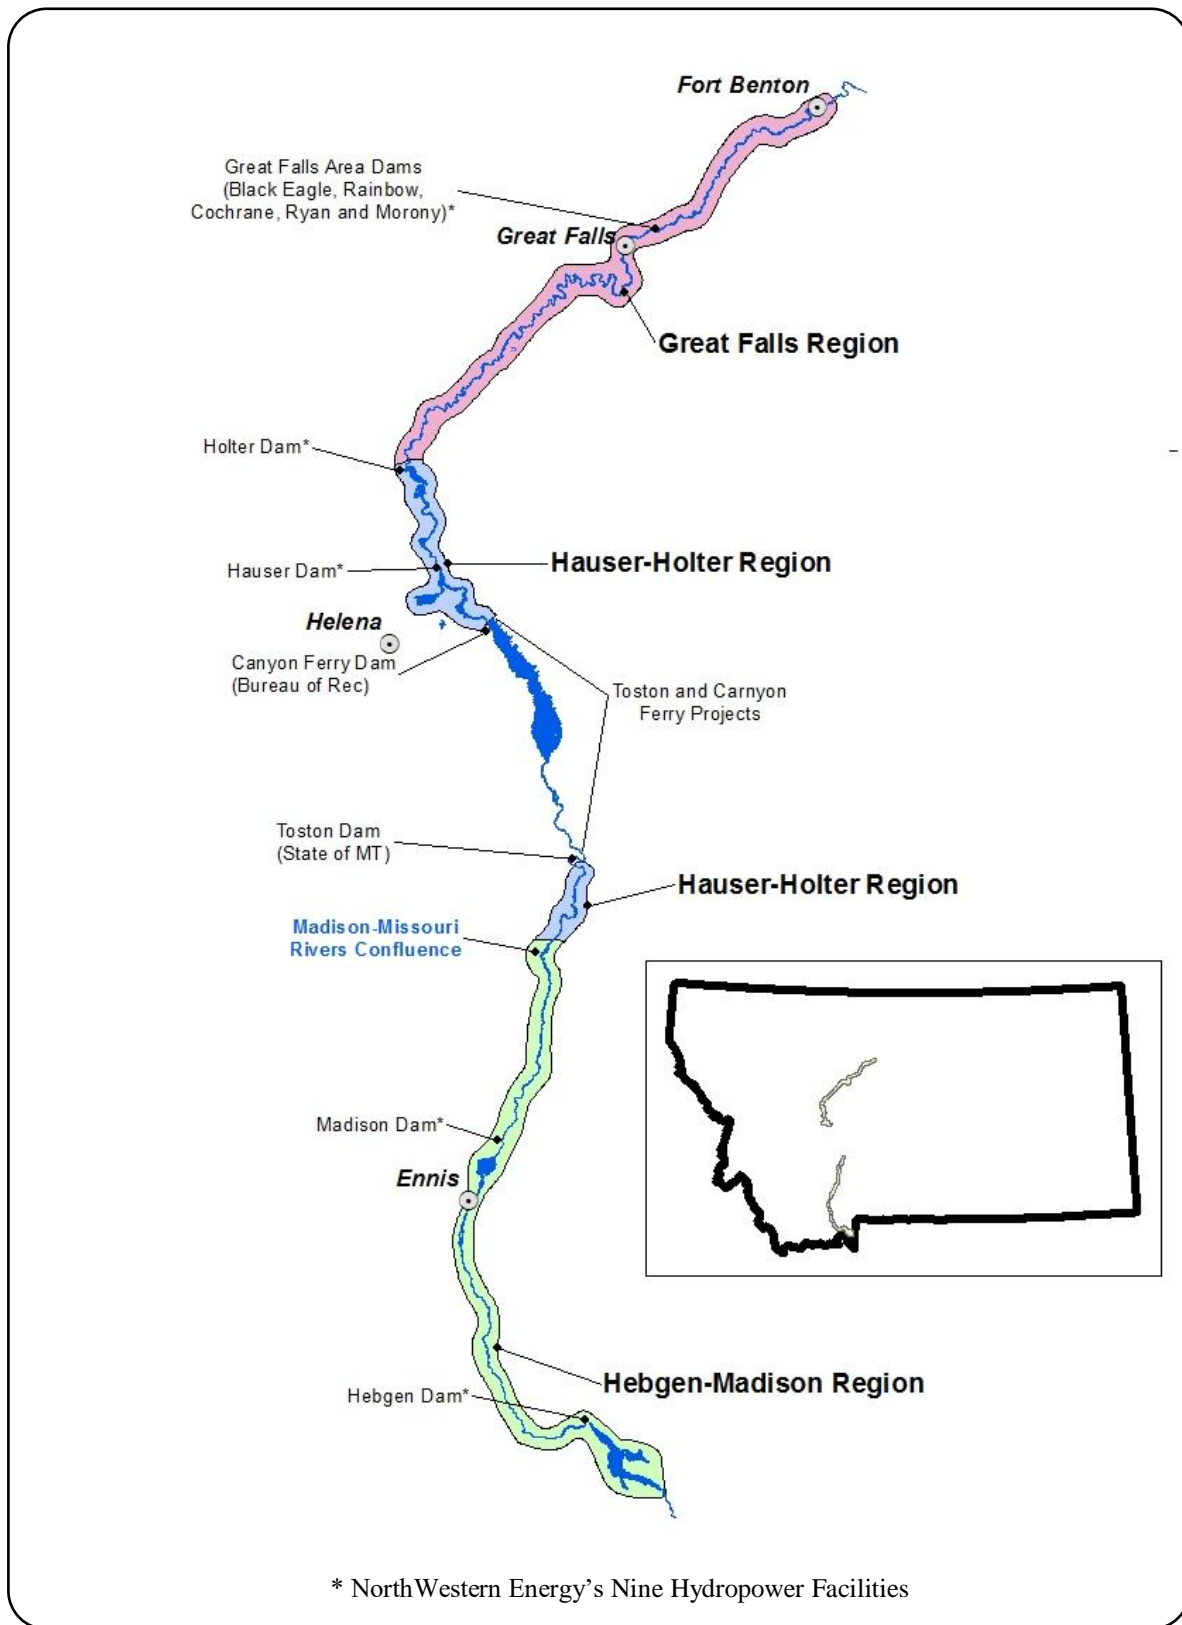 Fort Benton
Great Falls Area Dams
(Black Eagle, Rainbow,
Cochrane, Ryan and Morony)*
Great Falls
Great Falls Region
Holter Dam*
Hauser-Holter Region
Hauser Dam*
Helena
Canyon Ferry Dam
(Bureau of Rec)
Toston and Carnyon
Ferry Projects
Toston Dam
(State of MT)
Hauser-Holter Region
Madison-Missouri
Rivers Confluence
Madison Dam*
Ennis
Hebgen-Madison Region
Hebgen Dam*
* NorthWestern Energy's Nine Hydropower Facilities